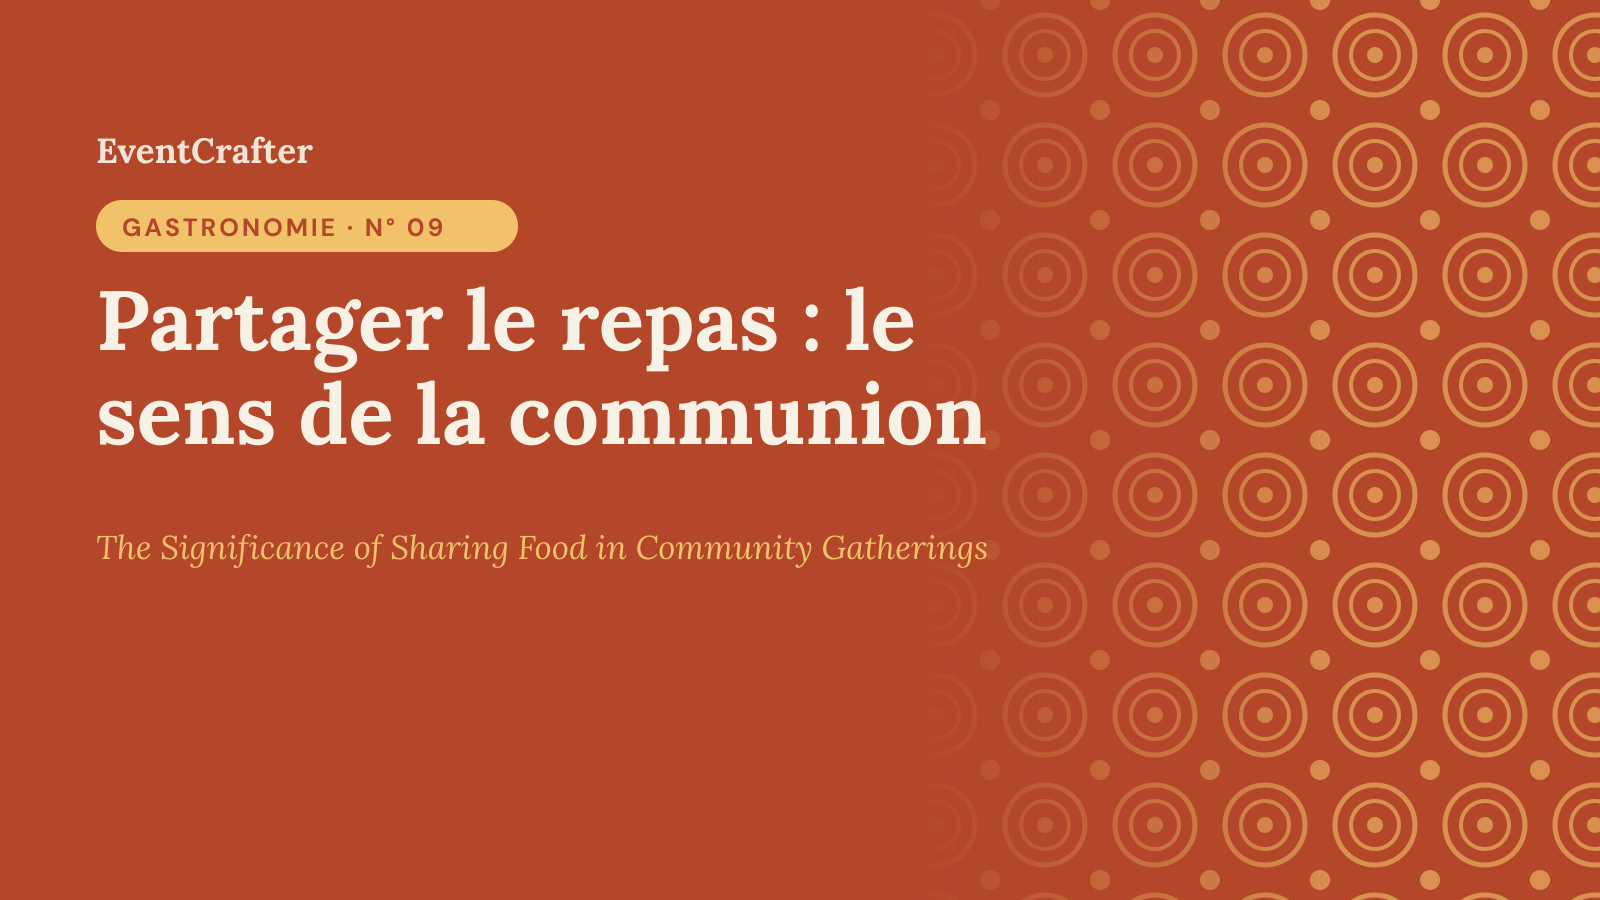 EventCrafter
GASTRONOMIE · N° 09
Partager le repas : le
sens de la communion
The Significance of Sharing Food in Community Gatherings